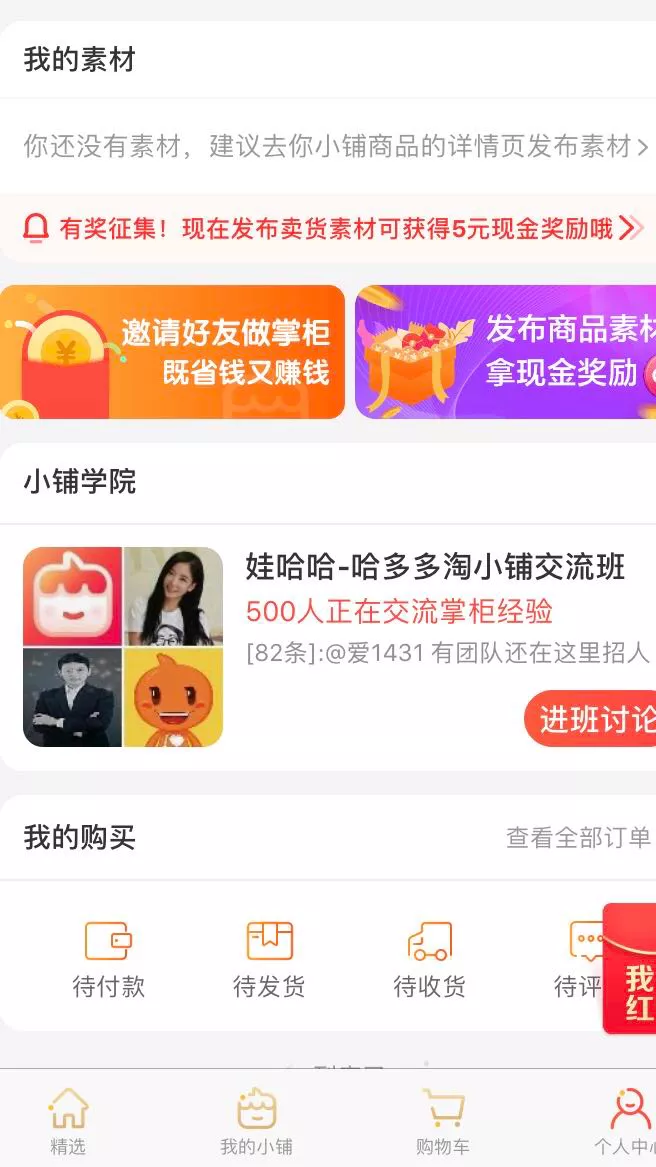 我的素材
你还没有素材，建议去你小铺商品的详情页发布素材
有奖征集！现在发布卖货素材可获得5元现金奖励哦
邀请好友做掌柜
既省钱又赚钱
发布商品素材
拿现金奖励
小铺学院
娃哈哈-哈多多淘小铺交流班
500人正在交流掌柜经验
[82条]:@爱1431 有团队还在这里招人
进班讨论
我的购买
查看全部订单
待付款
待发货
待收货
待评
我
红
精选
我的小铺
购物车
个人中心